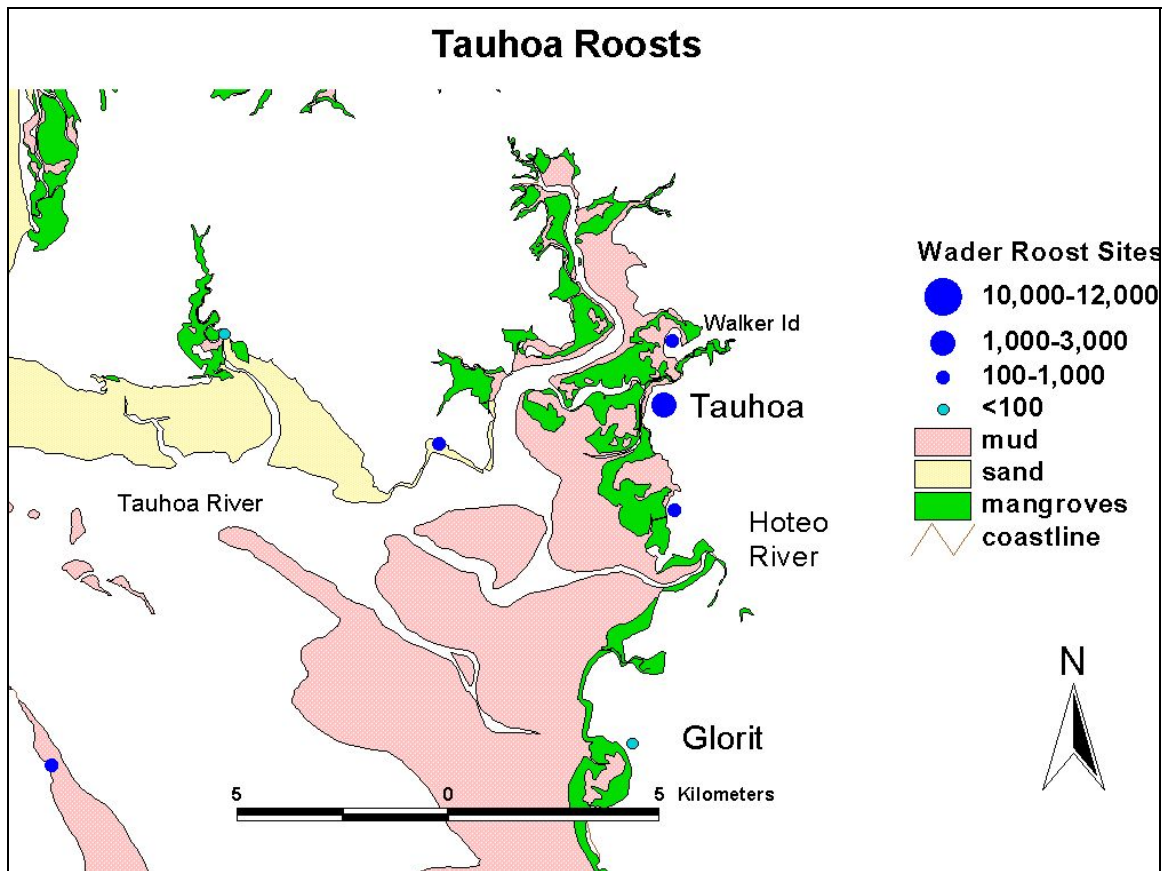 Tauhoa Roosts
Wader Roost Sites
10,000-12,000
1,000-3,000
100-1,000
<100
mud
sand
mangroves
coastline
Walker Id
Tauhoa
Tauhoa River
Hoteo
River
Glorit
N
5 0 5 Kilometers